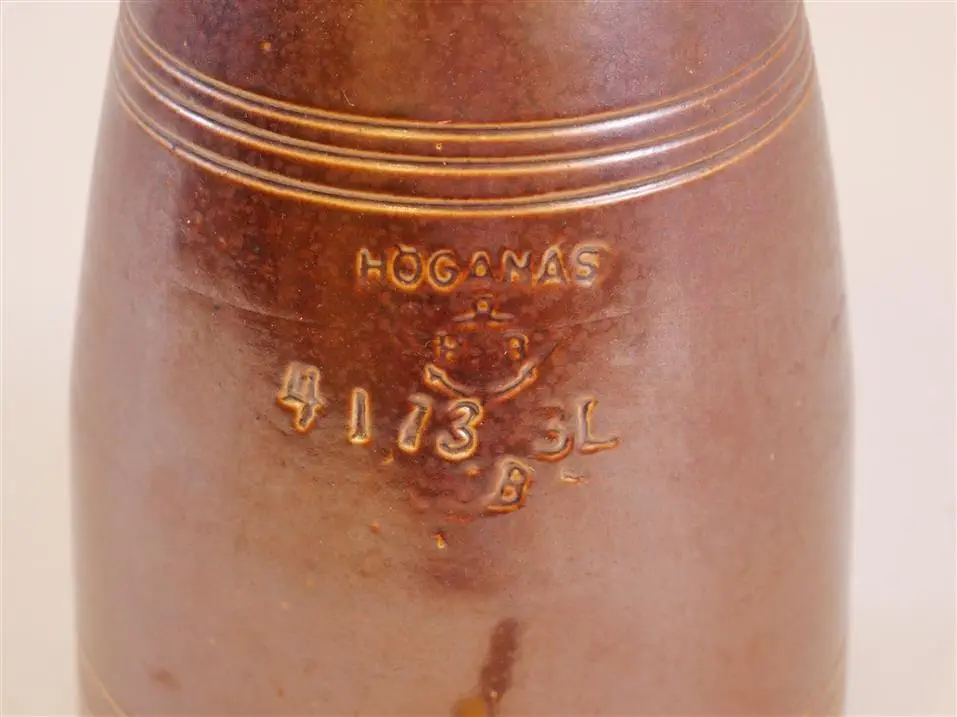 HÖGANÄS
H B
4173 3L
B